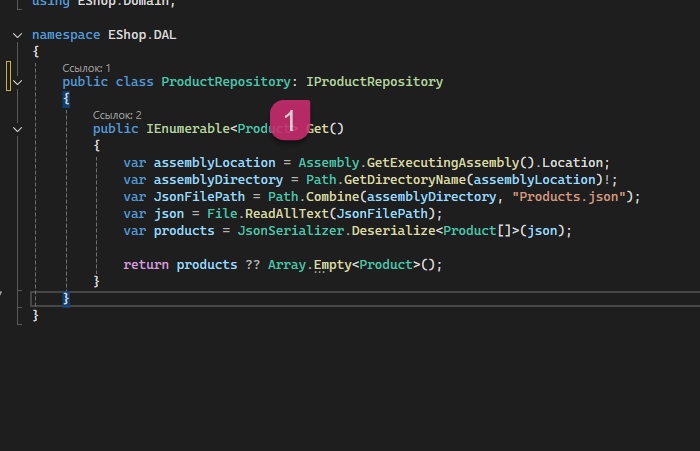 using EShop.Domain;
namespace EShop.DAL
{
Ссылок: 1
public class ProductRepository: IProductRepository
{
Ссылок: 2
public IEnumerable<Product> Get()
1
{
var assemblyLocation = Assembly.GetExecutingAssembly().Location;
var assemblyDirectory = Path.GetDirectoryName(assemblyLocation)!;
var JsonFilePath = Path.Combine(assemblyDirectory, "Products.json");
var json = File.ReadAllText(JsonFilePath);
var products = JsonSerializer.Deserialize<Product[]>(json);
return products ?? Array.Empty<Product>();
}
}
}